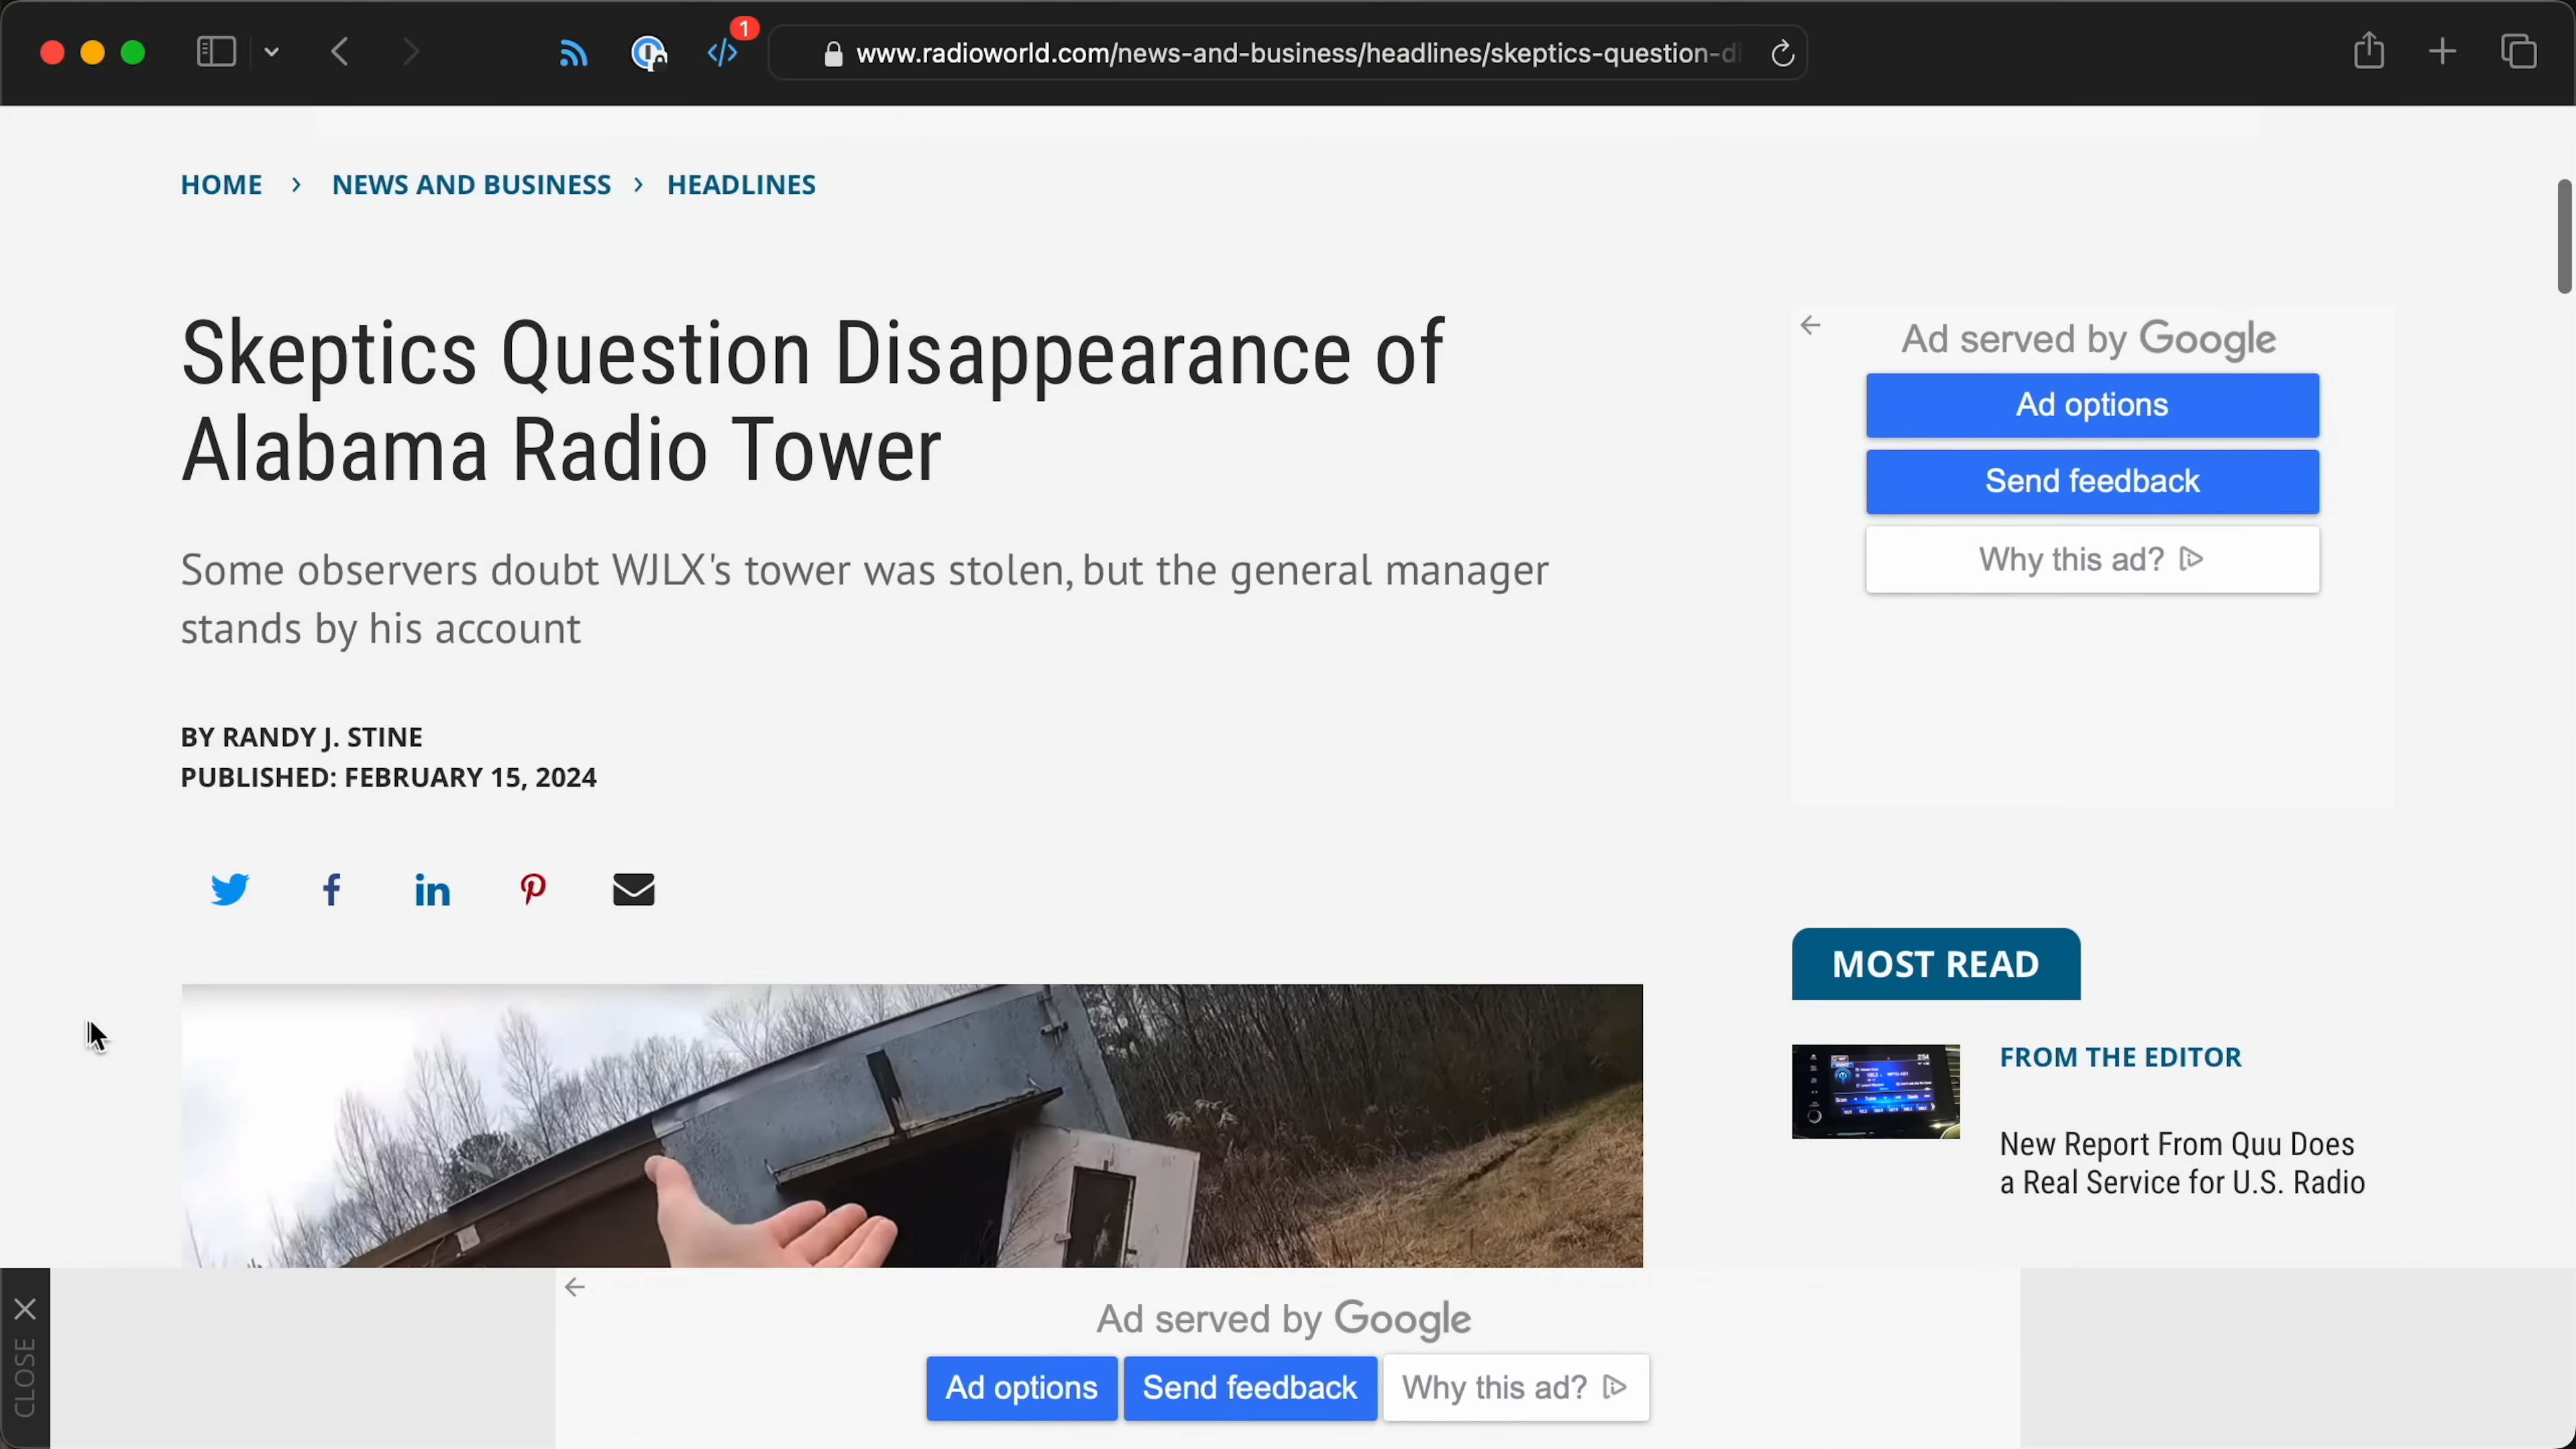 1
www.radioworld.com/news-and-business/headlines/skeptics-question-di
HOME > NEWS AND BUSINESS > HEADLINES
Skeptics Question Disappearance of
Alabama Radio Tower
Some observers doubt WJLX's tower was stolen, but the general manager
stands by his account
BY RANDY J. STINE
PUBLISHED: FEBRUARY 15, 2024
Ad served by Google
Ad options
Send feedback
Why this ad?
MOST READ
FROM THE EDITOR
New Report From Quu Does
a Real Service for U.S. Radio
CLOSE
Ad served by Google
Ad options
Send feedback
Why this ad?